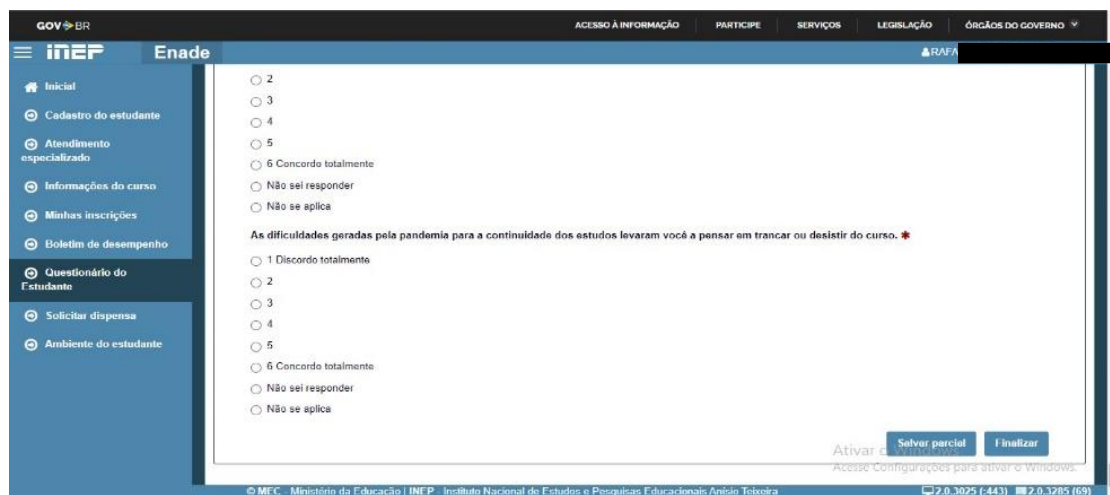 GOV BR
ACESSO À INFORMAÇÃO PARTICIPE SERVIÇOS LEGISLAÇÃO ÓRGÃOS DO GOVERNO
INEP Enade
RAFA
Inicial
Cadastro do estudante
Atendimento
especializado
Informações do curso
Minhas inscrições
Boletim de desempenho
Questionário do
Estudante
Solicitar dispensa
Ambiente do estudante
2
3
4
5
6 Concordo totalmente
Não sei responder
Não se aplica
As dificuldades geradas pela pandemia para a continuidade dos estudos levaram você a pensar em trancar ou desistir do curso. *
1 Discordo totalmente
2
3
4
5
6 Concordo totalmente
Não sei responder
Não se aplica
Salvar parcial Finalizar
Ativar o Windows
Acesse Configurações para ativar o Windows.
© MEC - Ministério da Educação | INEP - Instituto Nacional de Estudos e Pesquisas Educacionais Anísio Teixeira
2.0.3025 (:443) 2.0.3285 (69)